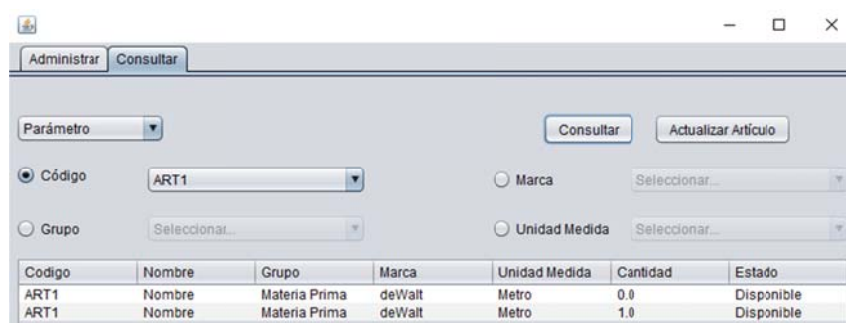 Administrar Consultar
Parámetro Consultar Actualizar Artículo
Código ART1 Marca Seleccionar...
Grupo Seleccionar... Unidad Medida Seleccionar...
Codigo Nombre Grupo Marca Unidad Medida Cantidad Estado
ART1 Nombre Materia Prima deWalt Metro 0.0 Disponible
ART1 Nombre Materia Prima deWalt Metro 1.0 Disponible